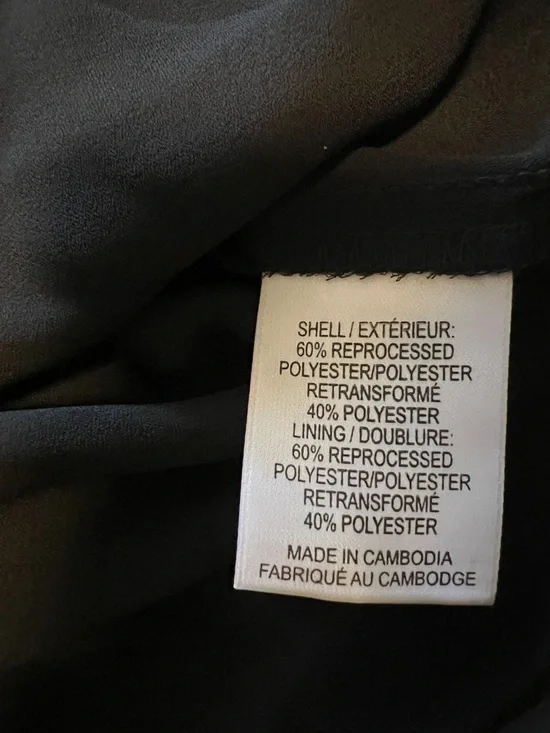 SHELL / EXTÉRIEUR:
60% REPROCESSED
POLYESTER/POLYESTER
RETRANSFORMÉ
40% POLYESTER
LINING / DOUBLURE:
60% REPROCESSED
POLYESTER/POLYESTER
RETRANSFORMÉ
40% POLYESTER
MADE IN CAMBODIA
FABRIQUÉ AU CAMBODGE